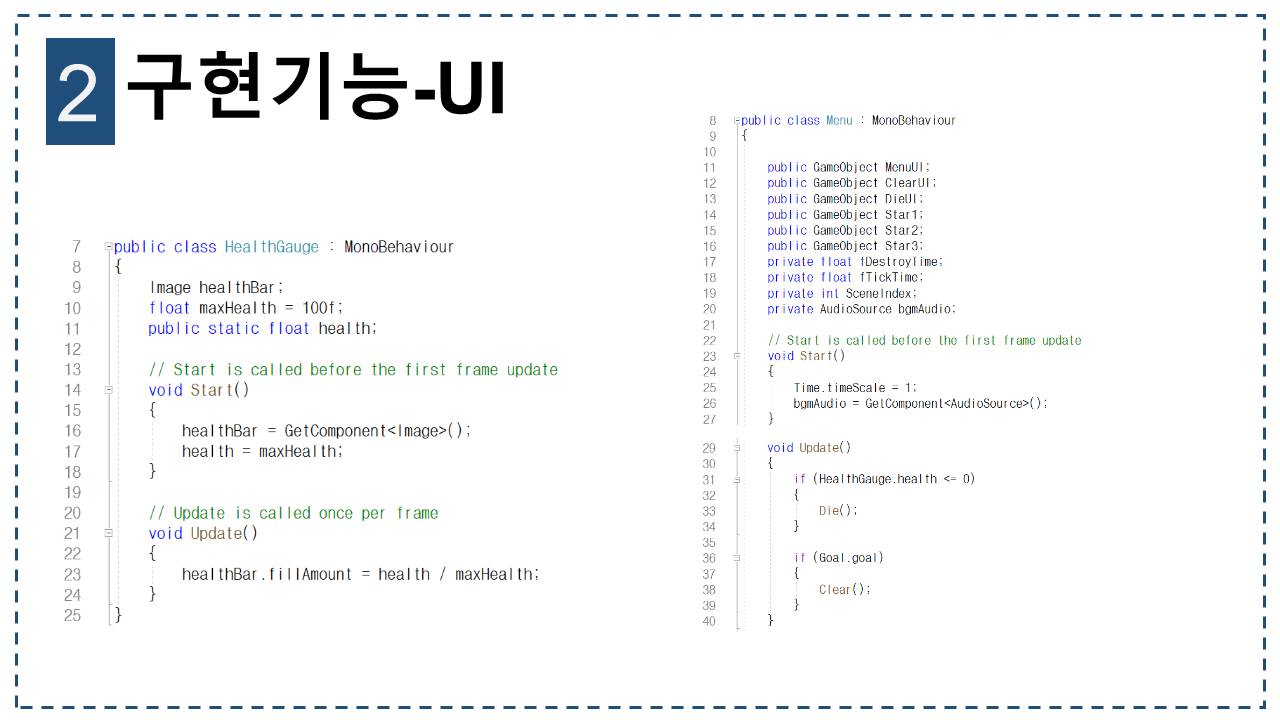 2 구현기능-UI
7 public class HealthGauge : MonoBehaviour
8 {
9 Image healthBar;
10 float maxHealth = 100f;
11 public static float health;
12
13 // Start is called before the first frame update
14 void Start()
15 {
16 healthBar = GetComponent<Image>();
17 health = maxHealth;
18 }
19
20 // Update is called once per frame
21 void Update()
22 {
23 healthBar.fillAmount = health / maxHealth;
24 }
25 }
8 public class Menu : MonoBehaviour
9 {
10
11 public GameObject MenuUI;
12 public GameObject ClearUI;
13 public GameObject DieUI;
14 public GameObject Star1;
15 public GameObject Star2;
16 public GameObject Star3;
17 private float fDestroyTime;
18 private float fTickTime;
19 private int SceneIndex;
20 private AudioSource bgmAudio;
21
22 // Start is called before the first frame update
23 void Start()
24 {
25 Time.timeScale = 1;
26 bgmAudio = GetComponent<AudioSource>();
27 }
29 void Update()
30 {
31 if (HealthGauge.health <= 0)
32 {
33 Die();
34 }
35
36 if (Goal.goal)
37 {
38 Clear();
39 }
40 }